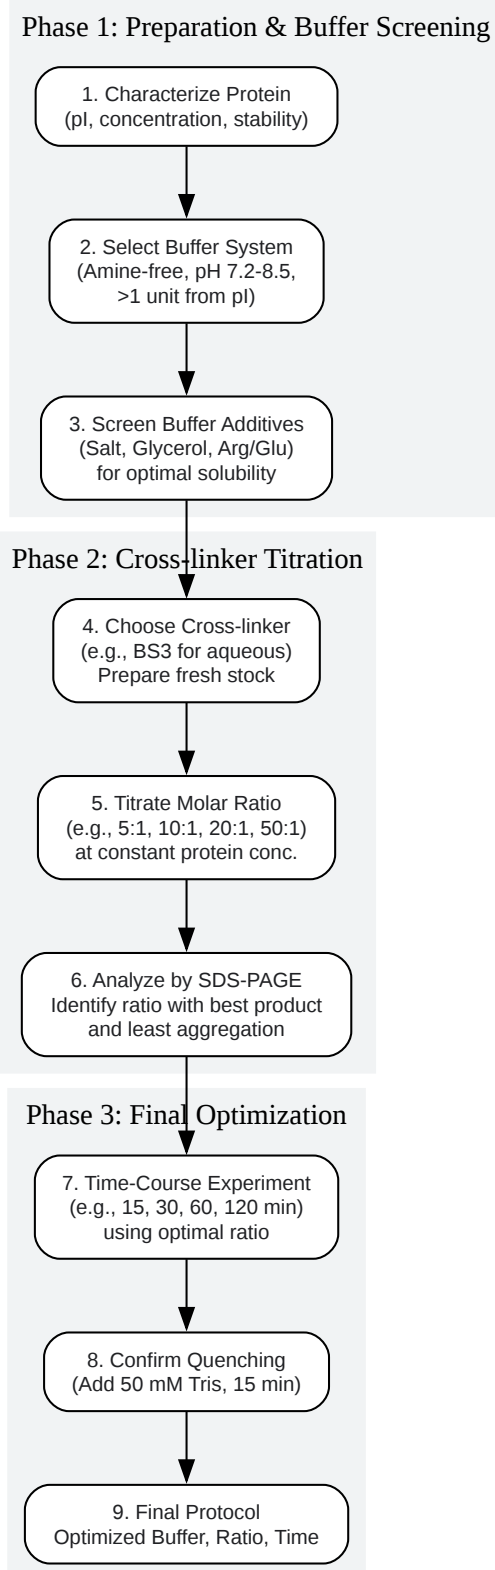 Phase 1: Preparation & Buffer Screening
1. Characterize Protein
(pI, concentration, stability)
2. Select Buffer System
(Amine-free, pH 7.2-8.5,
>1 unit from pI)
3. Screen Buffer Additives
(Salt, Glycerol, Arg/Glu)
for optimal solubility
Phase 2: Cross-linker Titration
4. Choose Cross-linker
(e.g., BS3 for aqueous)
Prepare fresh stock
5. Titrate Molar Ratio
(e.g., 5:1, 10:1, 20:1, 50:1)
at constant protein conc.
6. Analyze by SDS-PAGE
Identify ratio with best product
and least aggregation
Phase 3: Final Optimization
7. Time-Course Experiment
(e.g., 15, 30, 60, 120 min)
using optimal ratio
8. Confirm Quenching
(Add 50 mM Tris, 15 min)
9. Final Protocol
Optimized Buffer, Ratio, Time